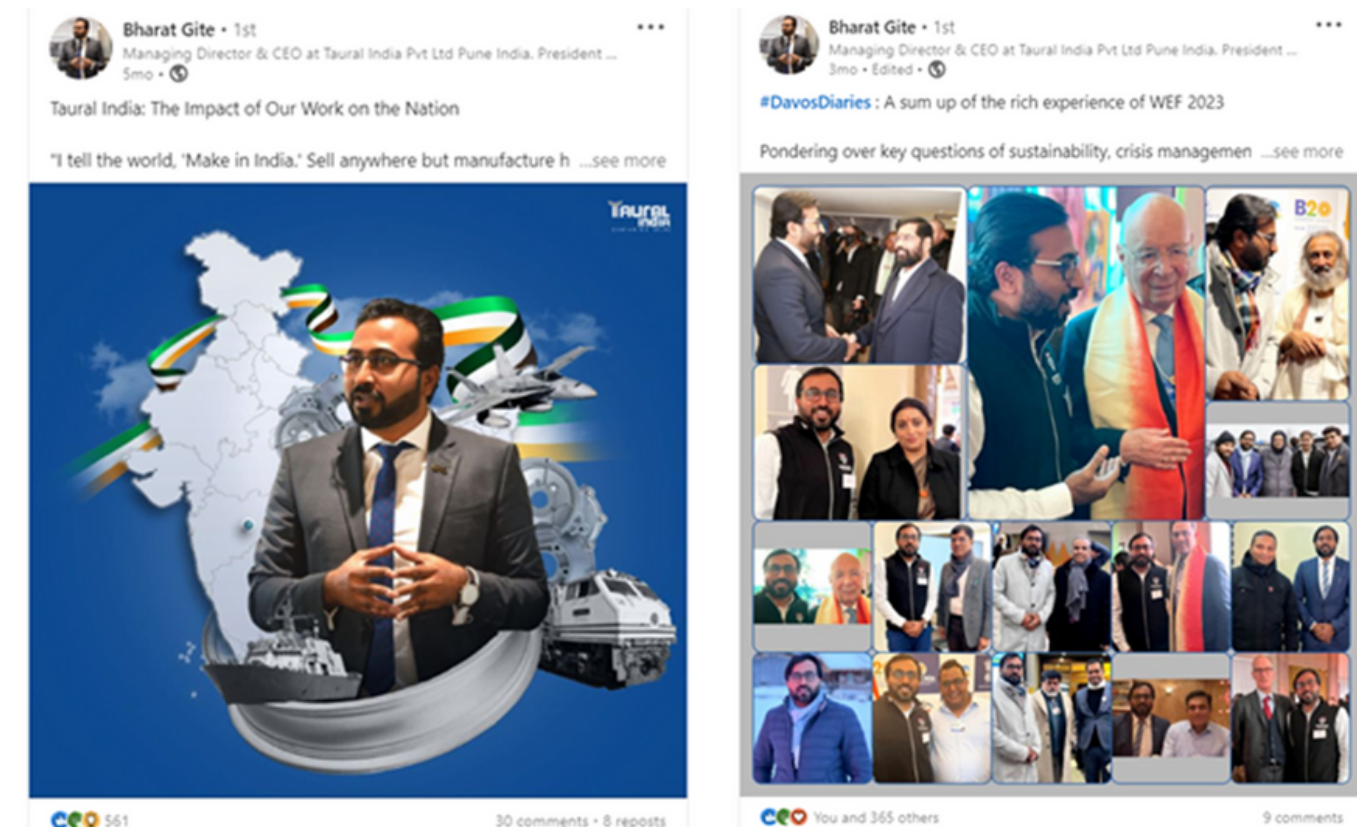 Bharat Gite • 1st
Managing Director & CEO at Taural India Pvt Ltd Pune India. President ...
5mo •
Taural India: The Impact of Our Work on the Nation
"I tell the world, 'Make in India.' Sell anywhere but manufacture h ...see more
TAURAL
INDIA
561
30 comments • 8 reposts
Bharat Gite • 1st
Managing Director & CEO at Taural India Pvt Ltd Pune India. President ...
3mo • Edited •
#DavosDiaries : A sum up of the rich experience of WEF 2023
Pondering over key questions of sustainability, crisis managemen ...see more
B20
You and 365 others
9 comments